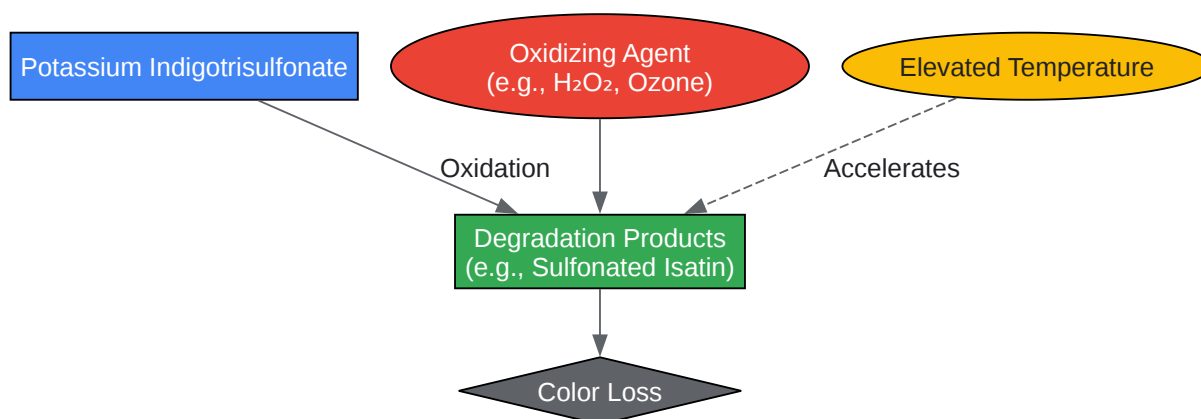 Potassium Indigotrisulfonate
Oxidizing Agent
(e.g., H₂O₂, Ozone)
Elevated Temperature
Oxidation
Accelerates
Degradation Products
(e.g., Sulfonated Isatin)
Color Loss